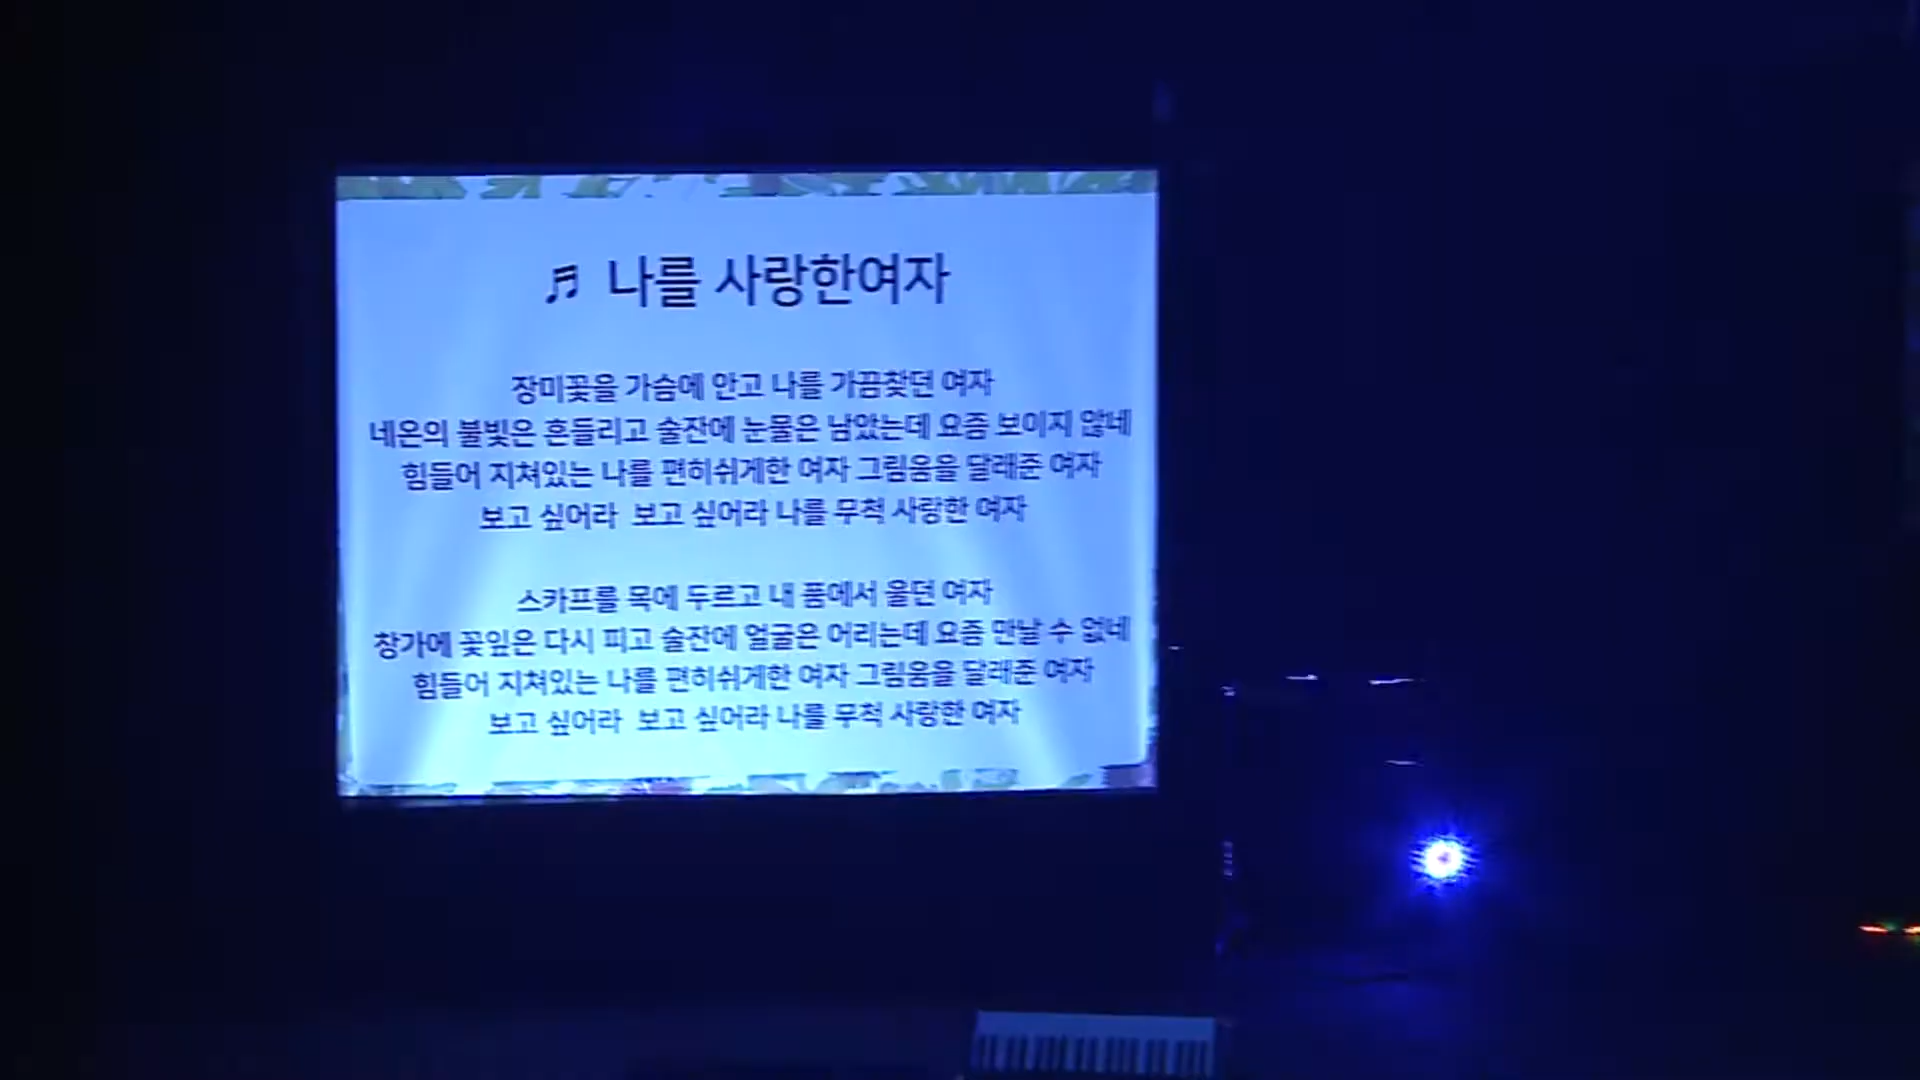 ♬ 나를 사랑한여자
장미꽃을 가슴에 안고 나를 가끔찾던 여자
네온의 불빛은 흔들리고 술잔에 눈물은 남았는데 요즘 보이지 않네
힘들어 지쳐있는 나를 편히쉬게한 여자 그림움을 달래준 여자
보고 싶어라 보고 싶어라 나를 무척 사랑한 여자
스카프를 목에 두르고 내 품에서 울던 여자
창가에 꽃잎은 다시 피고 술잔에 얼굴은 어리는데 요즘 만날 수 없네
힘들어 지쳐있는 나를 편히쉬게한 여자 그림움을 달래준 여자
보고 싶어라 보고 싶어라 나를 무척 사랑한 여자